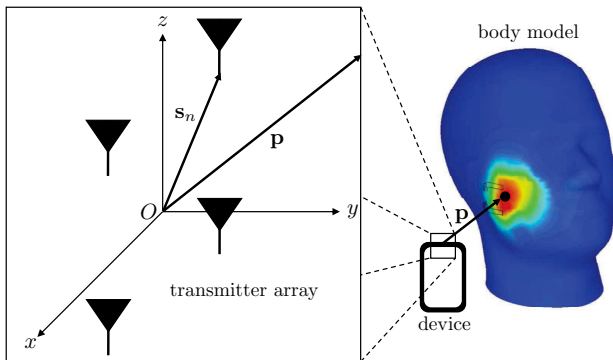 z
body model
s_n
p
O
y
p
transmitter array
x
device